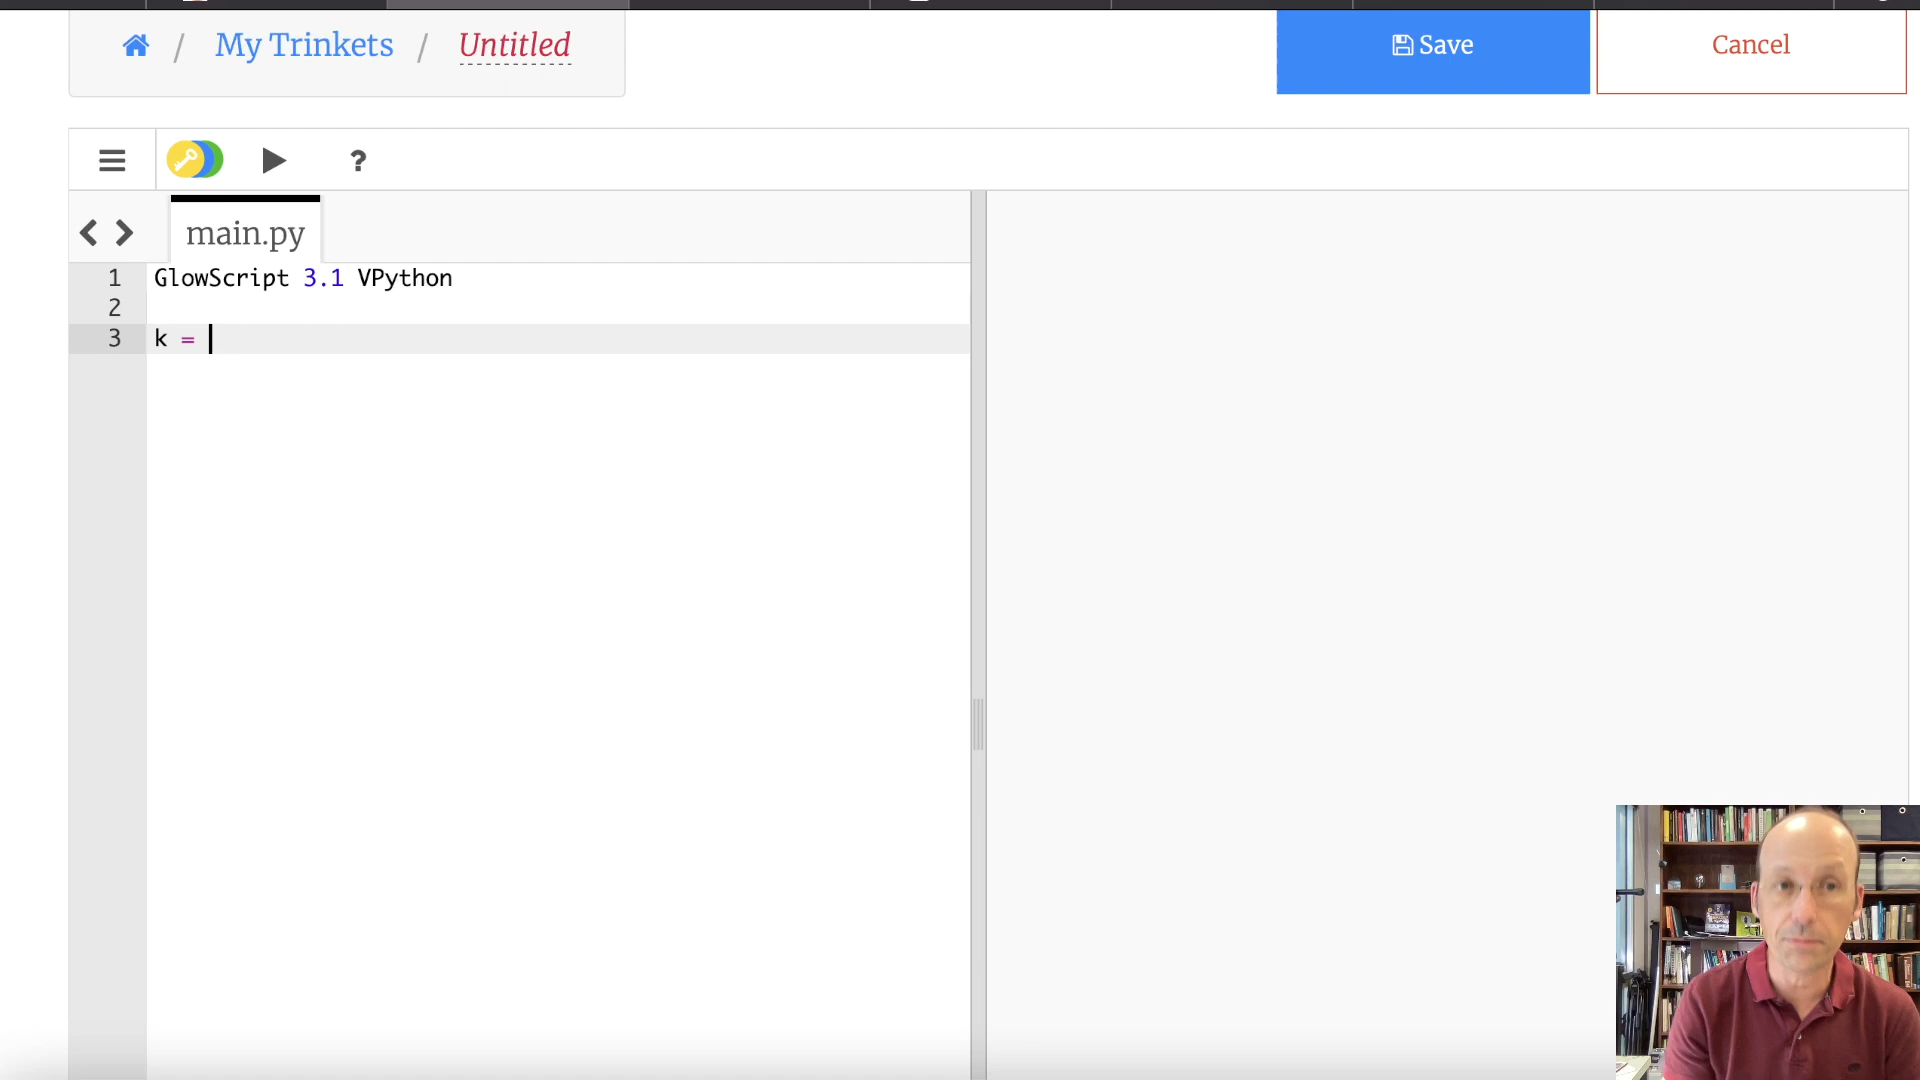 / My Trinkets / Untitled
Save
Cancel
?
main.py
1 GlowScript 3.1 VPython
2
3 k =